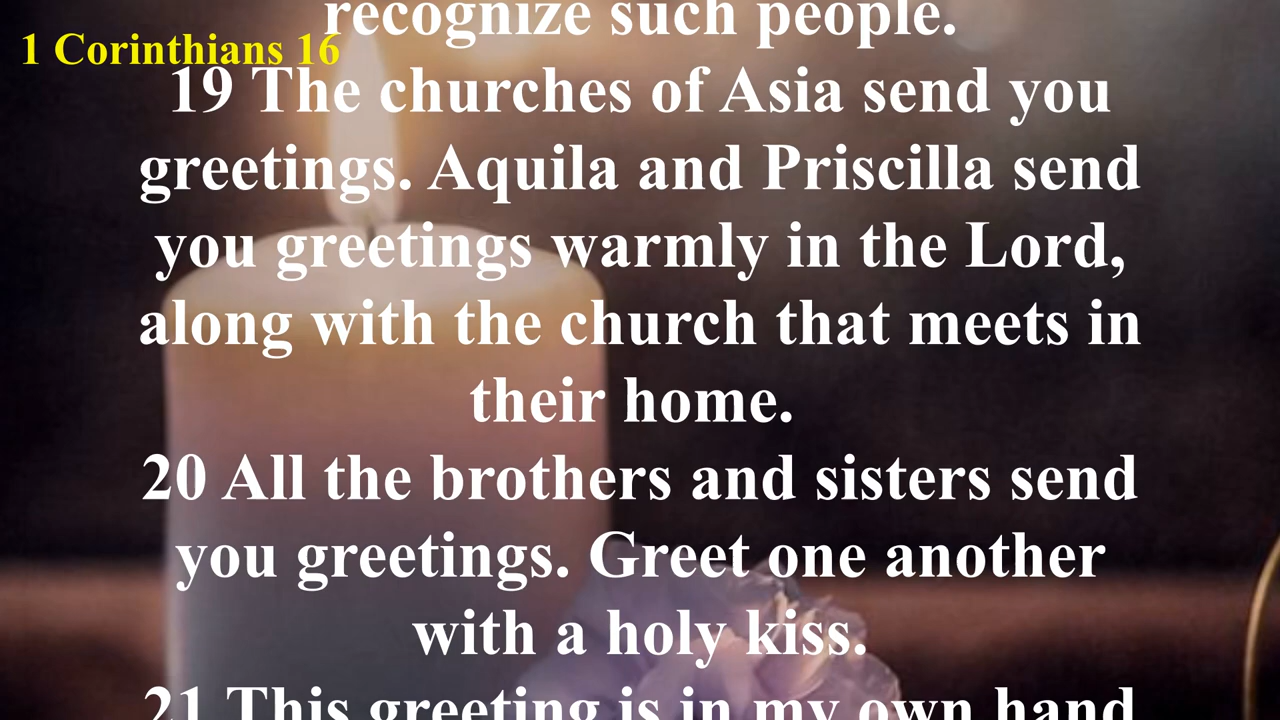 recognize such people.
1 Corinthians 16
19 The churches of Asia send you
greetings. Aquila and Priscilla send
you greetings warmly in the Lord,
along with the church that meets in
their home.
20 All the brothers and sisters send
you greetings. Greet one another
with a holy kiss.
21 This greeting is in my own hand